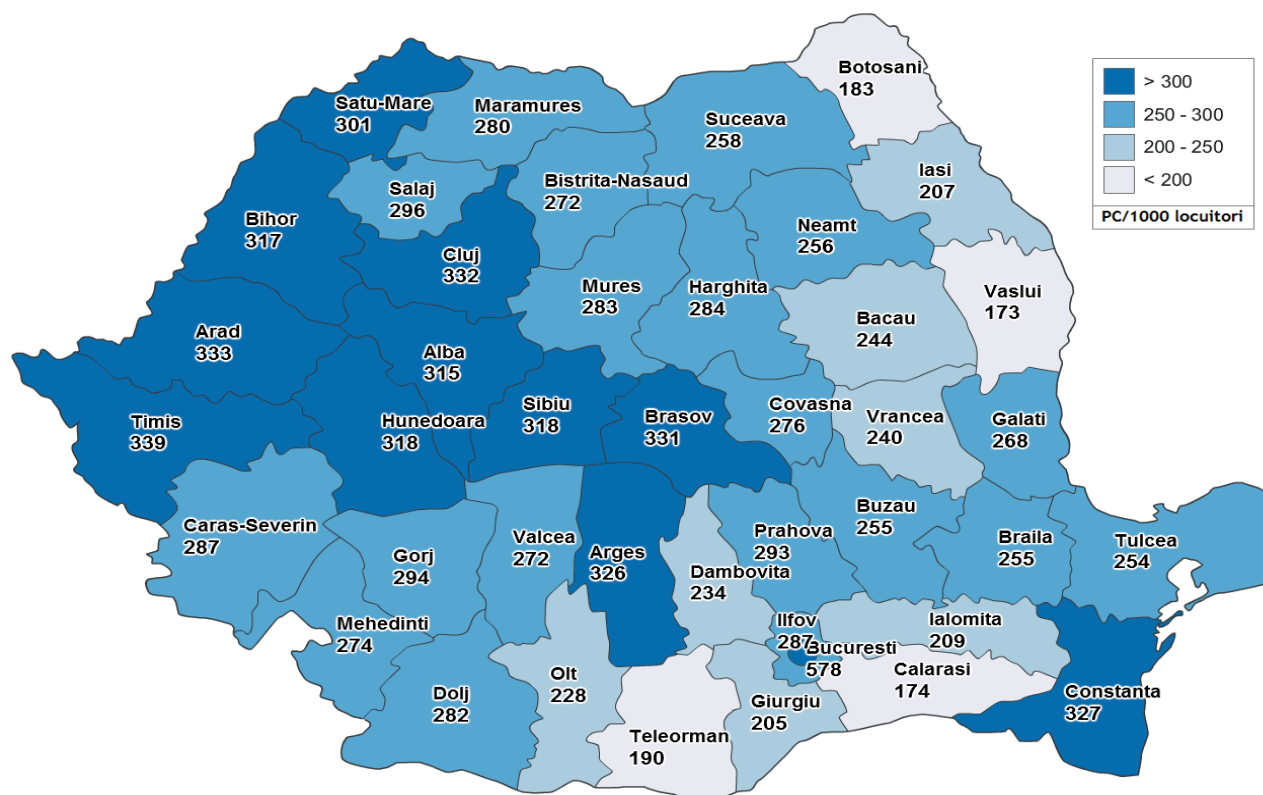 Botosani
183
> 300
250 - 300
200 - 250
< 200
PC/1000 locuitori
Satu-Mare
301
Maramures
280
Suceava
258
Iasi
207
Salaj
296
Bistrita-Nasaud
272
Bihor
317
Neamt
256
Cluj
332
Mures
283
Harghita
284
Vaslui
173
Bacau
244
Arad
333
Alba
315
Timis
339
Hunedoara
318
Sibiu
318
Brasov
331
Covasna
276
Vrancea
240
Galati
268
Caras-Severin
287
Gorj
294
Valcea
272
Arges
326
Prahova
293
Dambovita
234
Buzau
255
Braila
255
Tulcea
254
Mehedinti
274
Ilfov
287
Bucuresti
578
Ialomita
209
Calarasi
174
Constanta
327
Dolj
282
Olt
228
Teleorman
190
Giurgiu
205